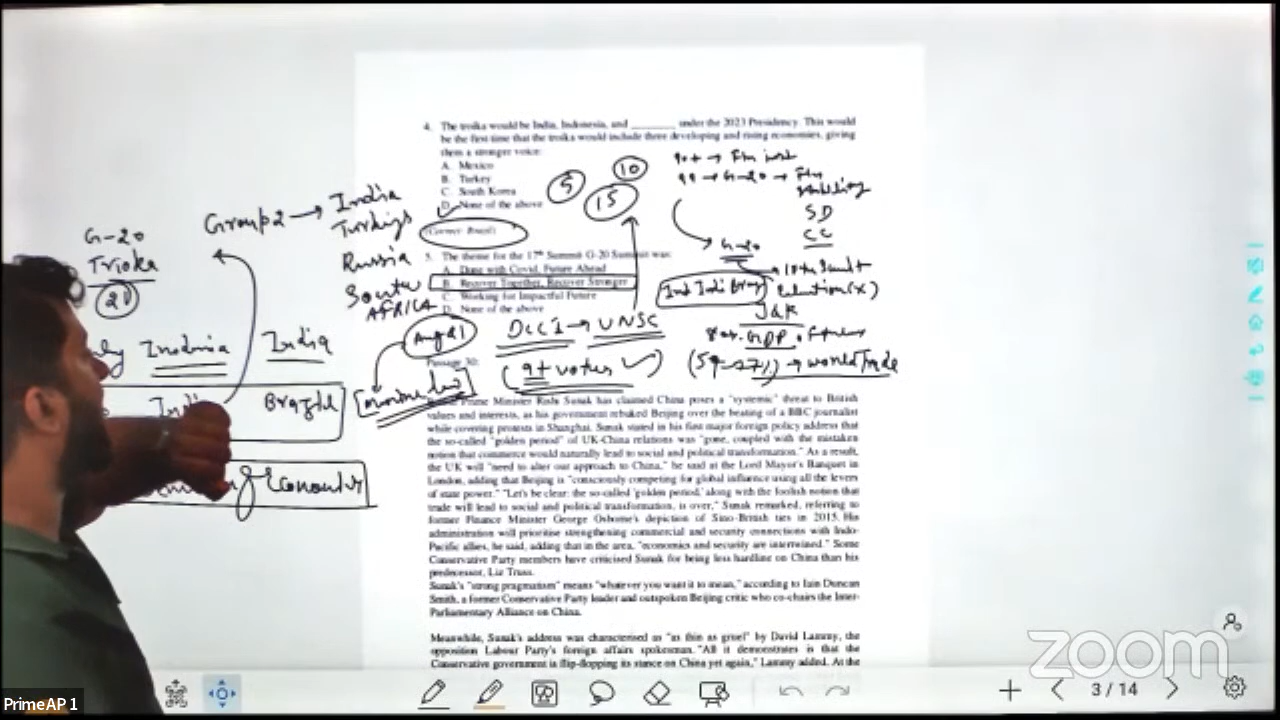 4. The troika would be India, Indonesia, and ________ under the 2023 Presidency. This would
be the first time that the troika would include three developing and rising economies, giving
them a stronger voice:
A. Mexico
B. Turkey
C. South Korea
D. None of the above
(Correct- Brazil)
5. The theme for the 17th Summit G-20 Summit was:
A. Done with Covid, Future Ahead
B. Recover Together, Recover Stronger
C. Working for Impactful Future
D. None of the above
Passage 30:
Prime Minister Rishi Sunak has claimed China poses a "systemic" threat to British
values and interests, as his government rebuked Beijing over the beating of a BBC journalist
while covering protests in Shanghai. Sunak stated in his first major foreign policy address that
the so-called "golden period" of UK-China relations was "gone, coupled with the mistaken
notion that commerce would naturally lead to social and political transformation." As a result,
the UK will "need to alter our approach to China," he said at the Lord Mayor's Banquet in
London, adding that Beijing is "consciously competing for global influence using all the levers
of state power." "Let's be clear: the so-called 'golden period,' along with the foolish notion that
trade will lead to social and political transformation, is over," Sunak remarked, referring to
former Finance Minister George Osborne's depiction of Sino-British ties in 2015. His
administration will prioritise strengthening commercial and security connections with Indo-
Pacific allies, he said, adding that in the area, "economics and security are intertwined." Some
Conservative Party members have criticised Sunak for being less hardline on China than his
predecessor, Liz Truss.
Sunak's "strong pragmatism" means "whatever you want it to mean," according to Iain Duncan
Smith, a former Conservative Party leader and outspoken Beijing critic who co-chairs the Inter-
Parliamentary Alliance on China.
Meanwhile, Sunak's address was characterised as "as thin as gruel" by David Lammy, the
opposition Labour Party's foreign affairs spokesman. "All it demonstrates is that the
Conservative government is flip-flopping its stance on China yet again," Lammy added. At the
G-20
Trioka
20
Group 2 → India
Russia
South
AFRICA
India
5
15
10
G-20
SD
CC
J&K
GDP
Aug 21
→ UNSC
(9+ votes
→ world Trade
zoom
PrimeAP 1
3 / 14